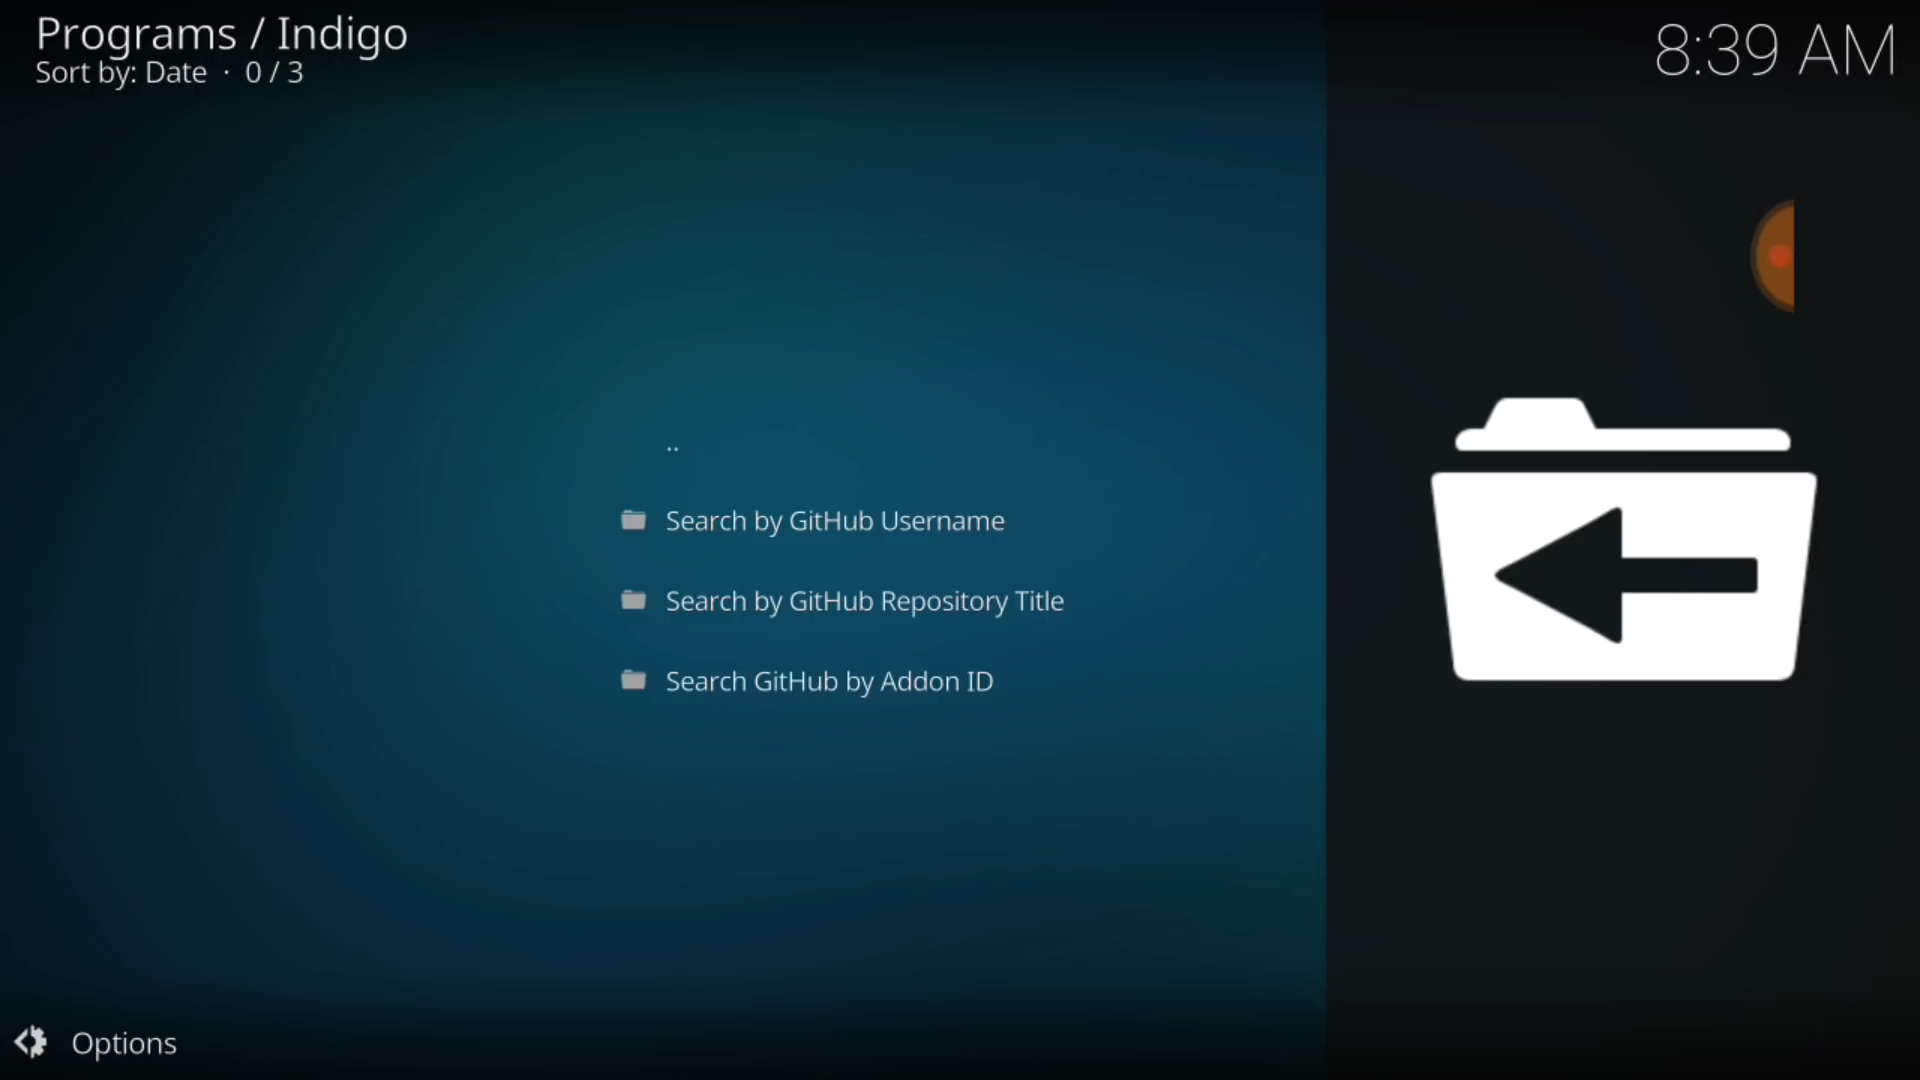 Programs / Indigo
Sort by: Date · 0 / 3
8:39 AM
..
Search by GitHub Username
Search by GitHub Repository Title
Search GitHub by Addon ID
Options